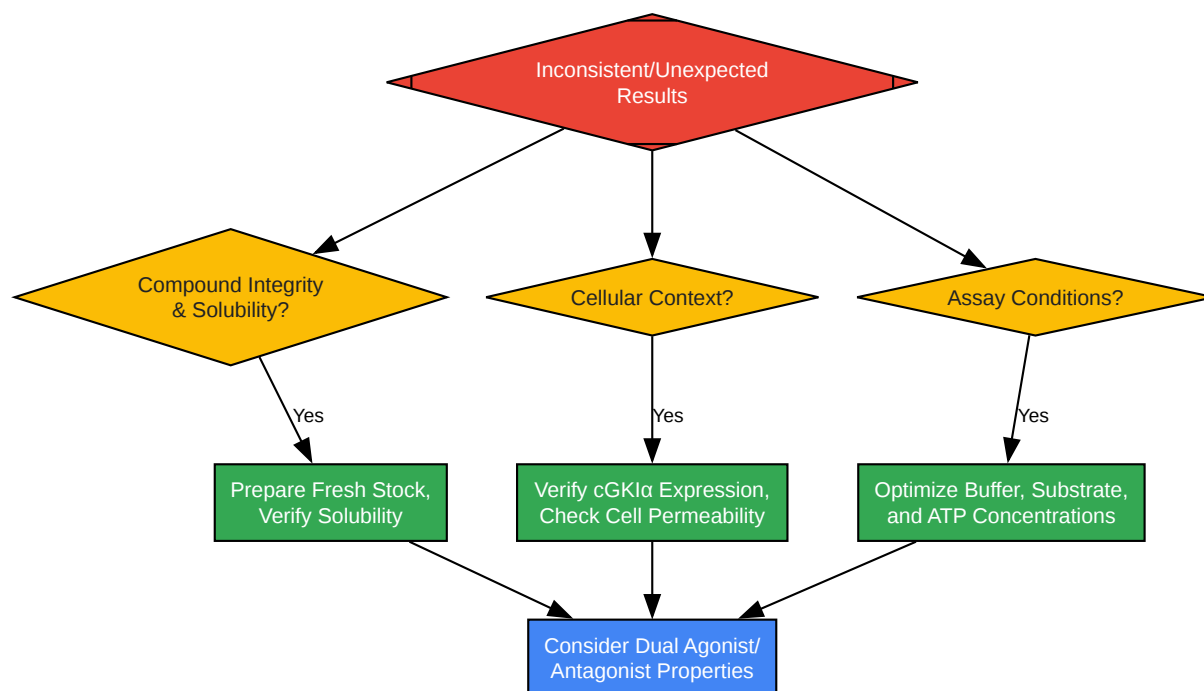 Inconsistent/Unexpected
Results
Compound Integrity
& Solubility?
Cellular Context?
Assay Conditions?
Yes
Yes
Yes
Prepare Fresh Stock,
Verify Solubility
Verify cGKIα Expression,
Check Cell Permeability
Optimize Buffer, Substrate,
and ATP Concentrations
Consider Dual Agonist/
Antagonist Properties